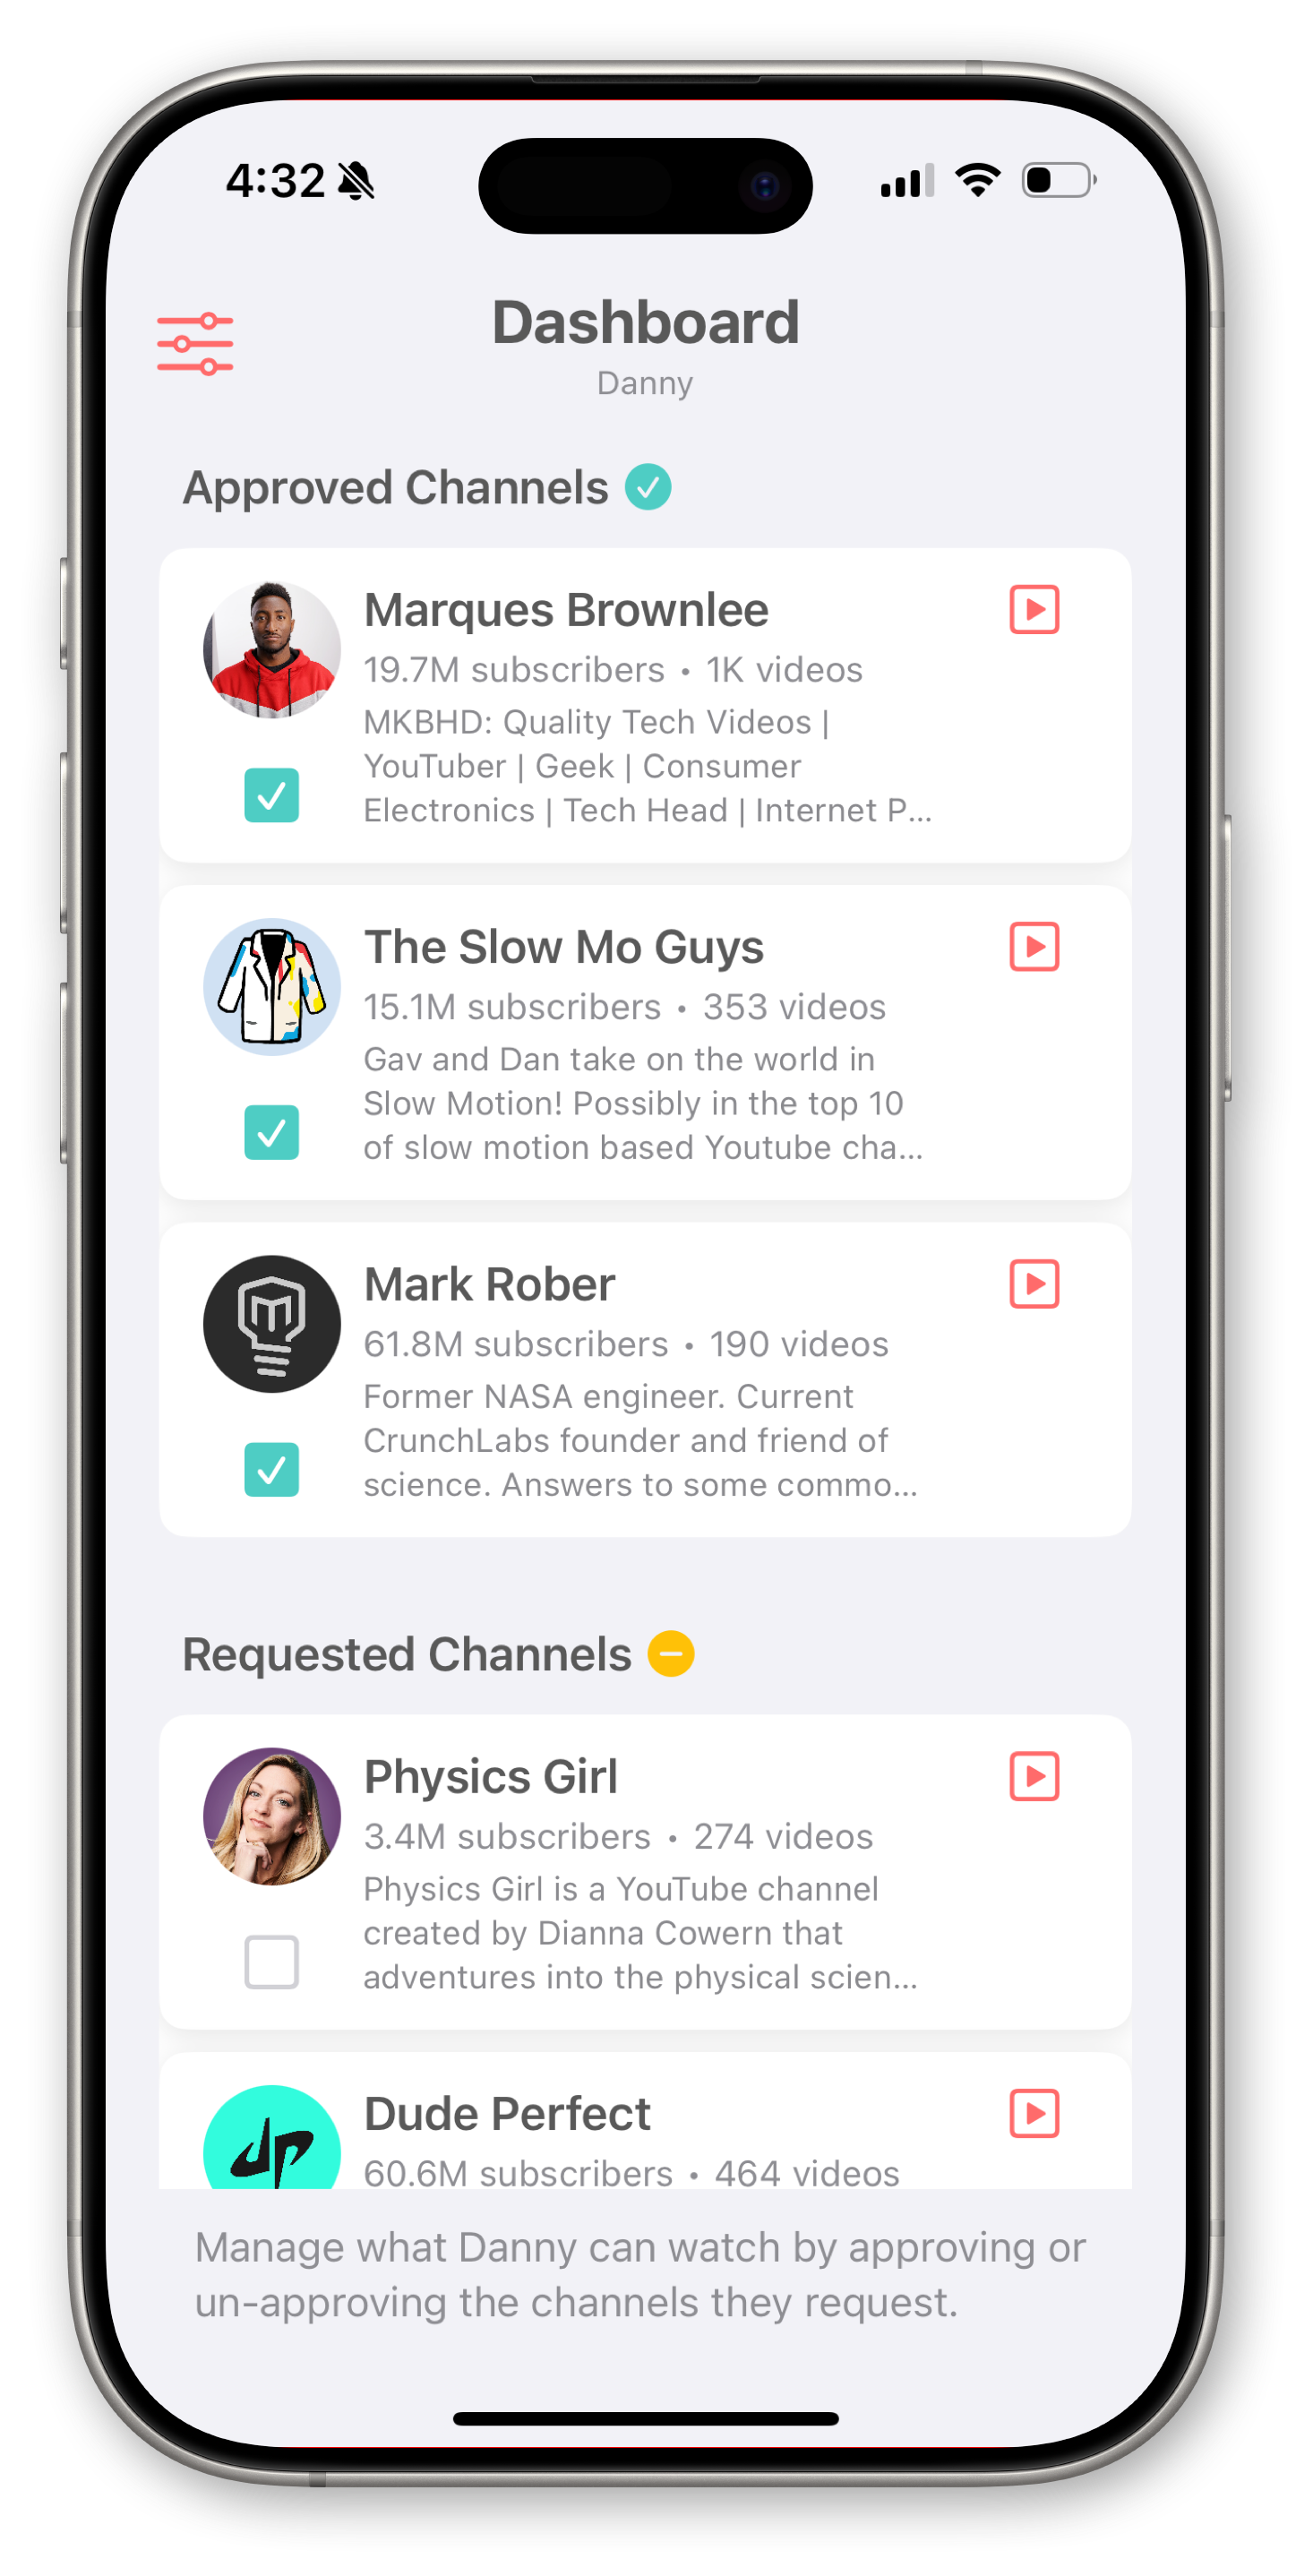 4:32
Dashboard
Danny
Approved Channels
Marques Brownlee
19.7M subscribers • 1K videos
MKBHD: Quality Tech Videos |
YouTuber | Geek | Consumer
Electronics | Tech Head | Internet P...
The Slow Mo Guys
15.1M subscribers • 353 videos
Gav and Dan take on the world in
Slow Motion! Possibly in the top 10
of slow motion based Youtube cha...
Mark Rober
61.8M subscribers • 190 videos
Former NASA engineer. Current
CrunchLabs founder and friend of
science. Answers to some commo...
Requested Channels
Physics Girl
3.4M subscribers • 274 videos
Physics Girl is a YouTube channel
created by Dianna Cowern that
adventures into the physical scien...
dp
Dude Perfect
60.6M subscribers • 464 videos
Manage what Danny can watch by approving or
un-approving the channels they request.